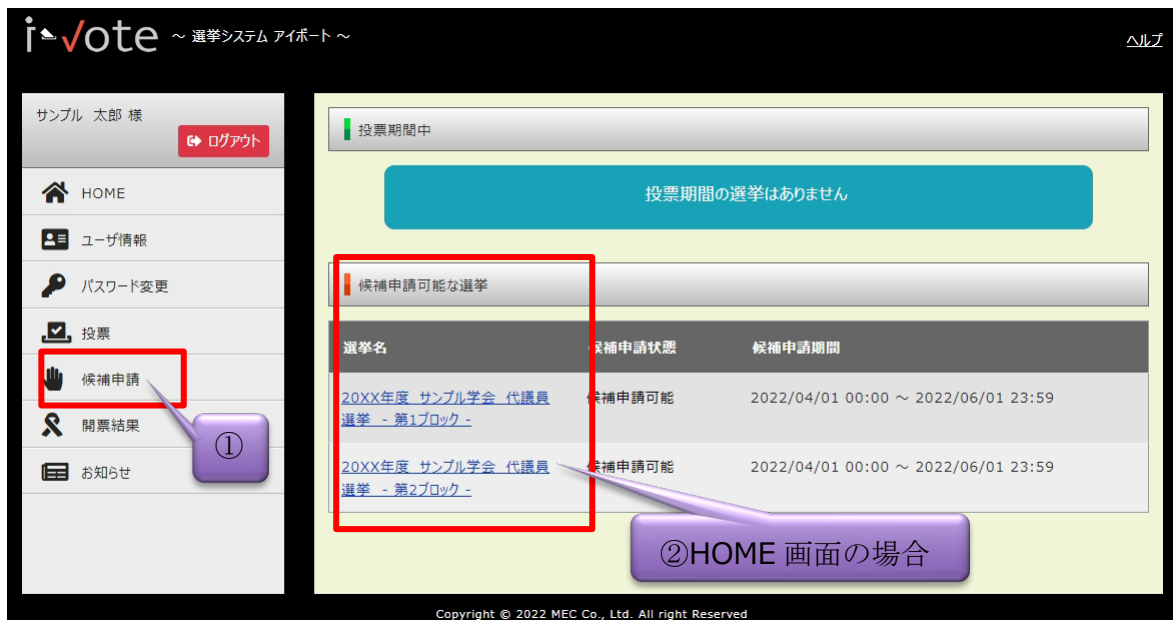 i-vote ～ 選挙システム アイボート ～
ヘルプ
サンプル 太郎 様
ログアウト
HOME
ユーザ情報
パスワード変更
投票
候補申請
開票結果
お知らせ
①
投票期間中
投票期間の選挙はありません
候補申請可能な選挙
選挙名 候補申請状態 候補申請期間
20XX年度 サンプル学会 代議員 候補申請可能 2022/04/01 00:00 ～ 2022/06/01 23:59
選挙 - 第1ブロック -
20XX年度 サンプル学会 代議員 候補申請可能 2022/04/01 00:00 ～ 2022/06/01 23:59
選挙 - 第2ブロック -
②HOME 画面の場合
Copyright © 2022 MEC Co., Ltd. All right Reserved